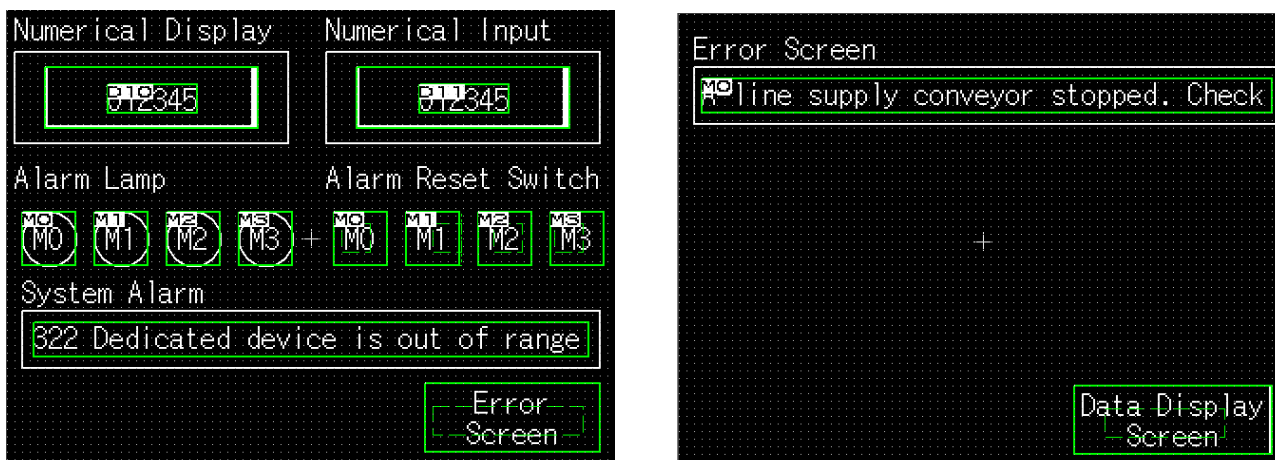 Numerical Display
Numerical Input
D10
012345
D11
012345
Alarm Lamp
Alarm Reset Switch
M0 M1 M2 M3
M0 M1 M2 M3
M0 M1 M2 M3
M0 M1 M2 M3
System Alarm
322 Dedicated device is out of range
Error
Screen
Error Screen
M0
A line supply conveyor stopped. Check
Data Display
Screen